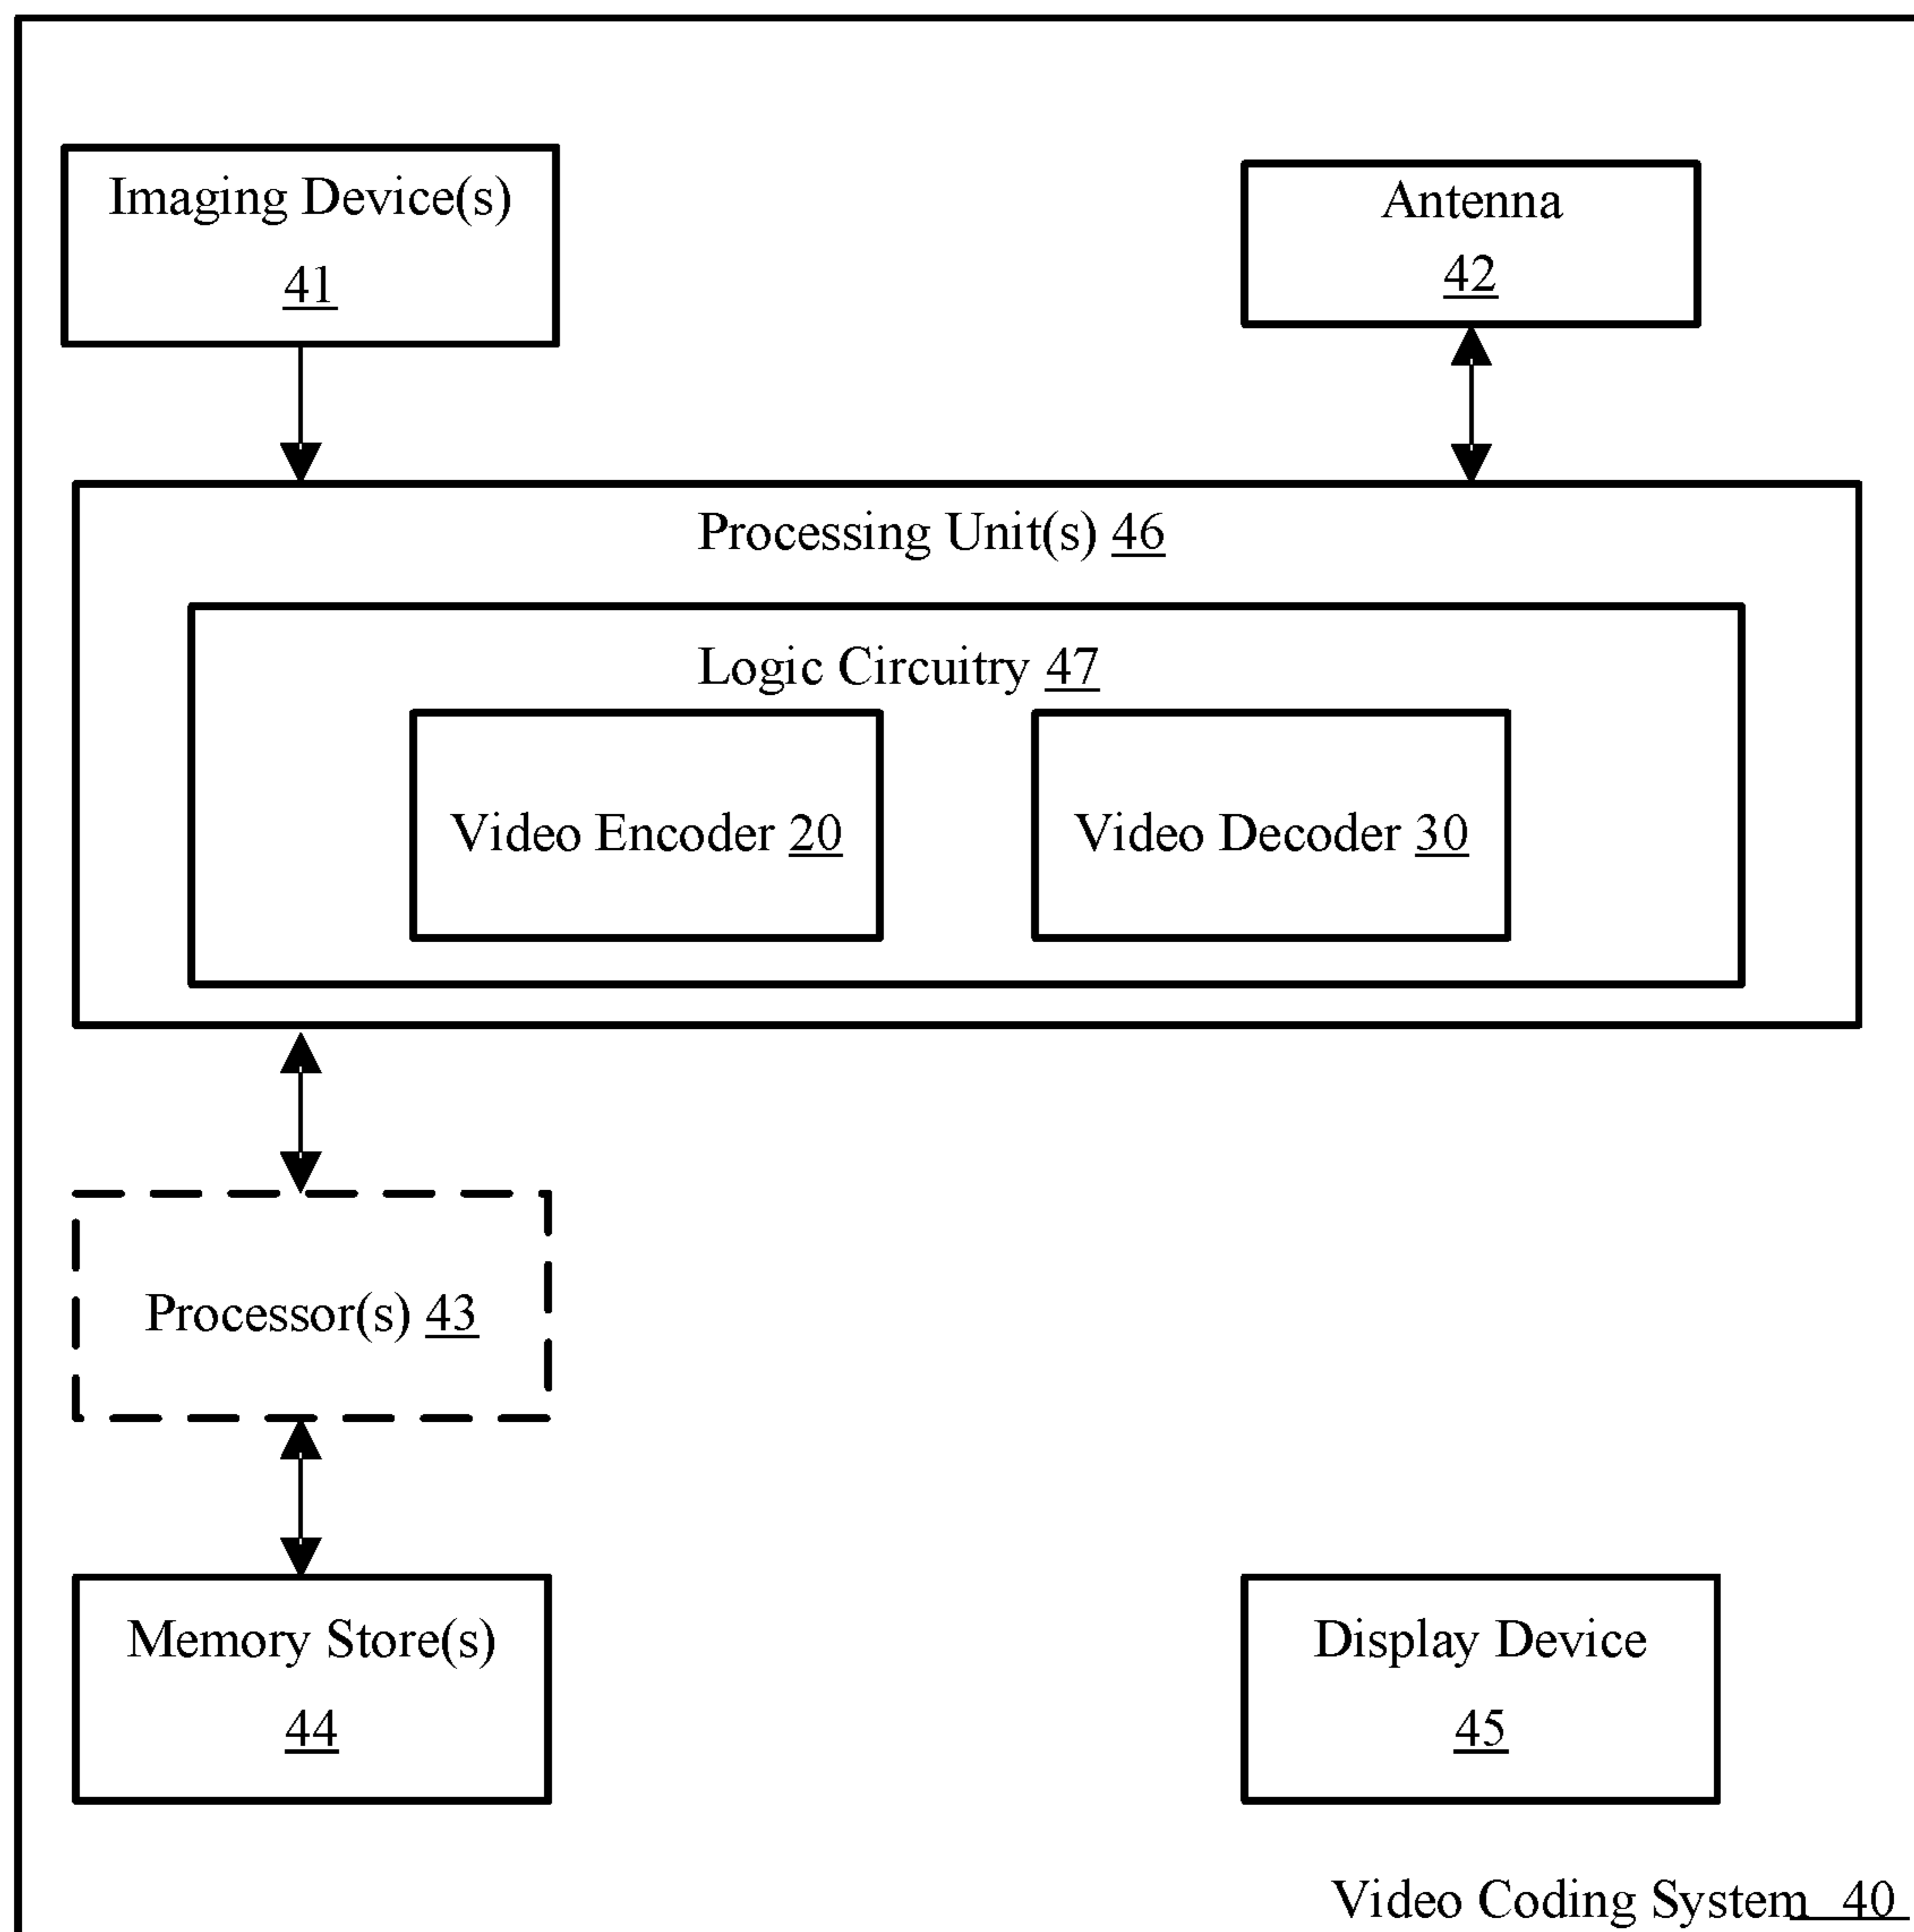 Imaging Device(s)
41
Antenna
42
Processing Unit(s) 46
Logic Circuitry 47
Video Encoder 20
Video Decoder 30
Processor(s) 43
Memory Store(s)
44
Display Device
45
Video Coding System 40